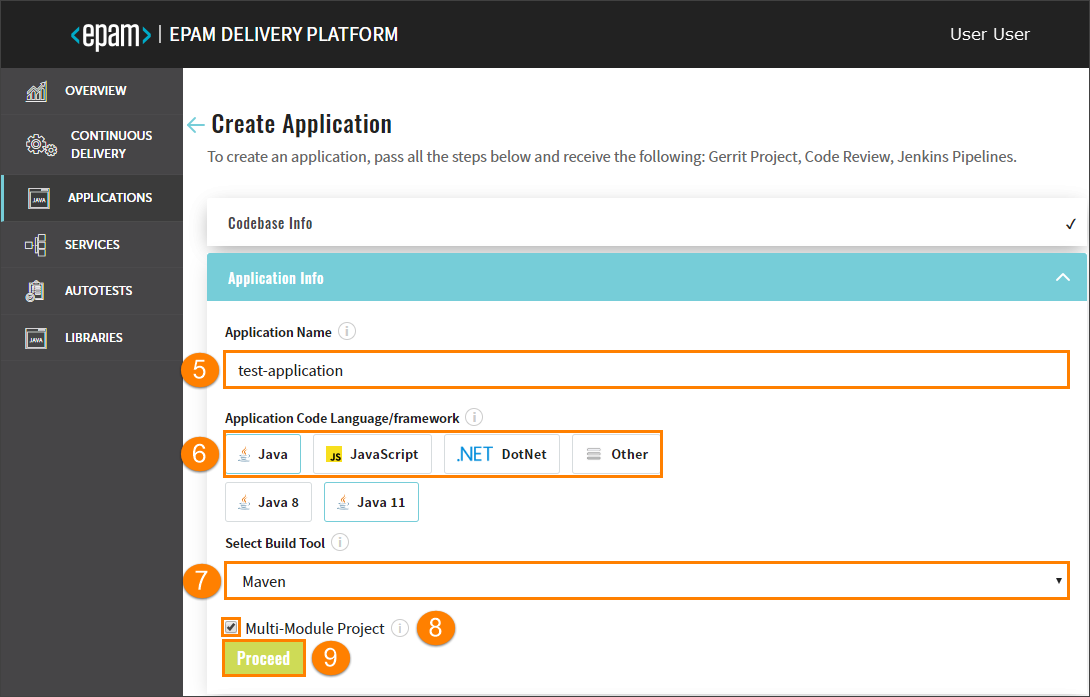 <epam> | EPAM DELIVERY PLATFORM
User User
OVERVIEW
CONTINUOUS
DELIVERY
JAVA APPLICATIONS
SERVICES
AUTOTESTS
JAVA LIBRARIES
← Create Application
To create an application, pass all the steps below and receive the following: Gerrit Project, Code Review, Jenkins Pipelines.
Codebase Info ✓
Application Info
Application Name i
5 test-application
Application Code Language/framework i
6 Java JS JavaScript .NET DotNet Other
Java 8 Java 11
Select Build Tool i
7 Maven
Multi-Module Project i 8
Proceed 9